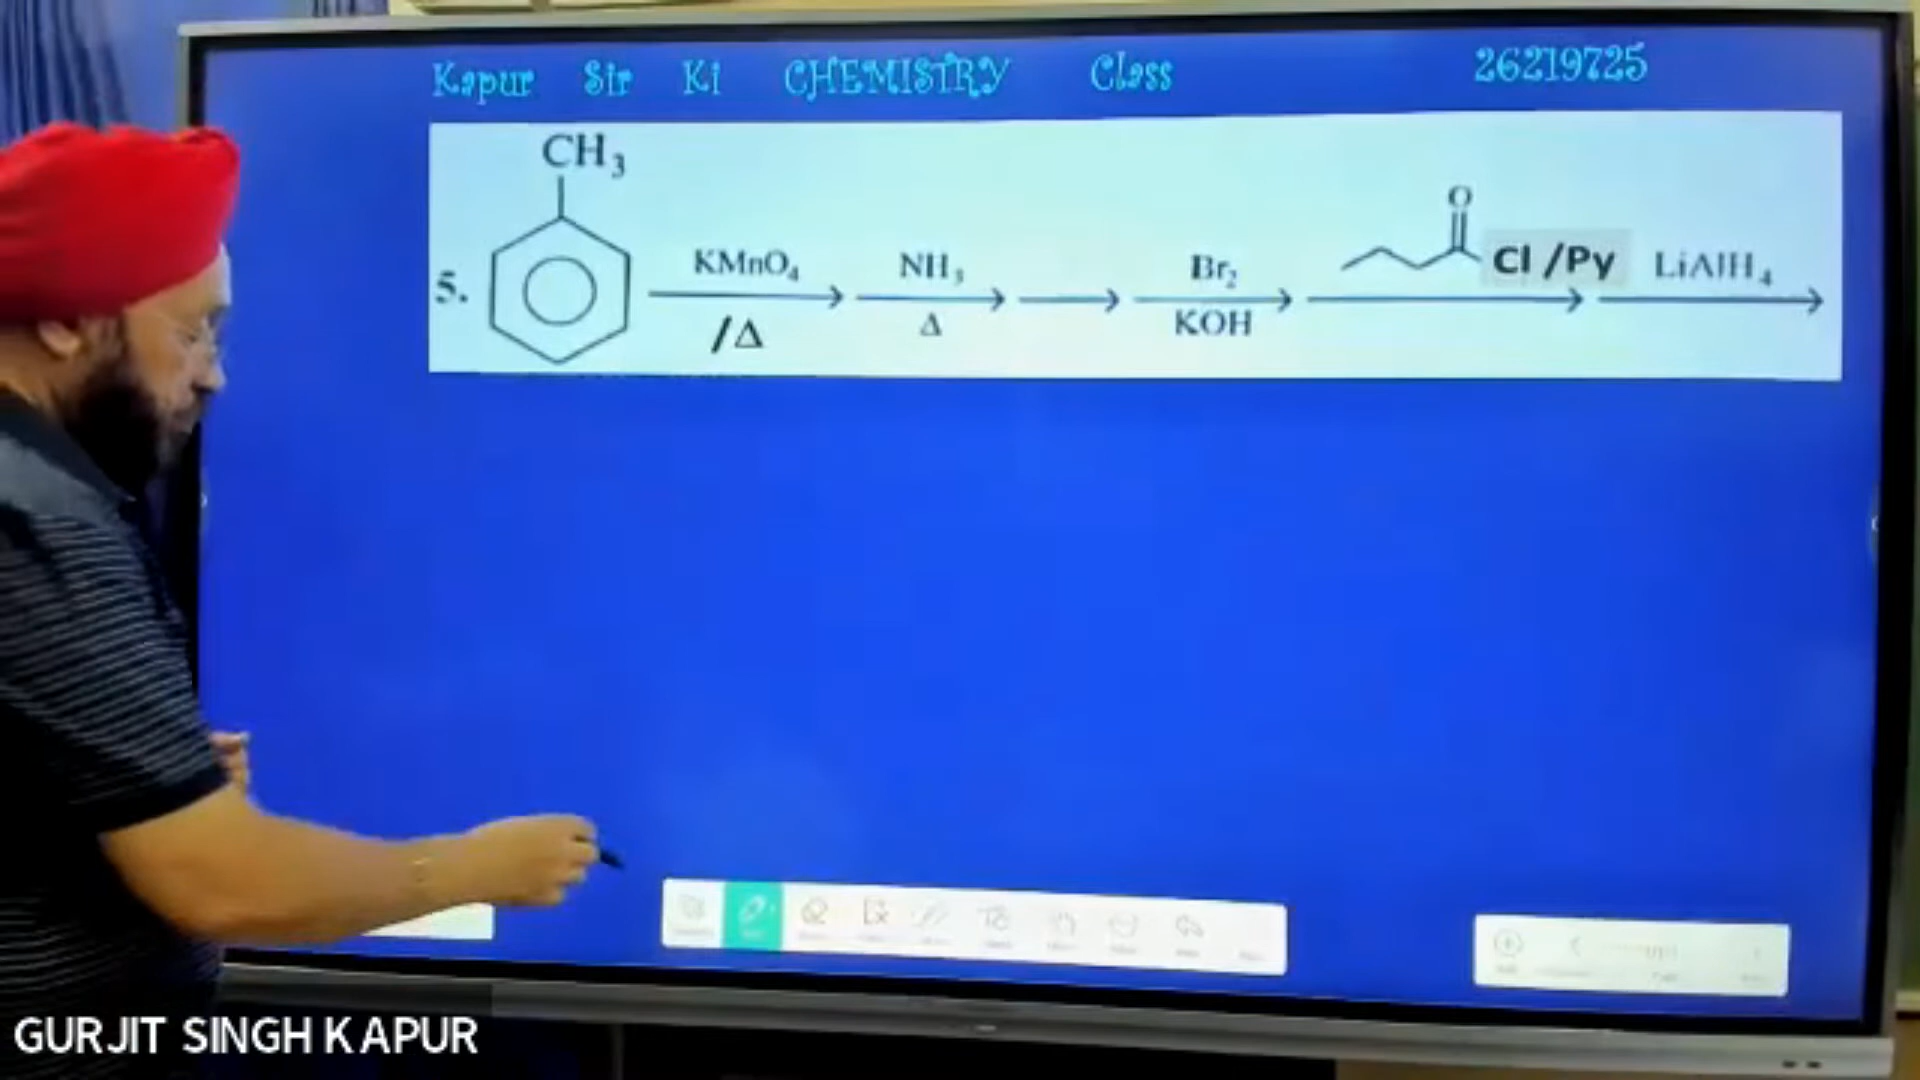 Kapur Sir Ki CHEMISTRY Class 26219725
CH₃
5. KMnO₄ /Δ NH₃ Δ Br₂ KOH O Cl /Py LiAlH₄
GURJIT SINGH KAPUR